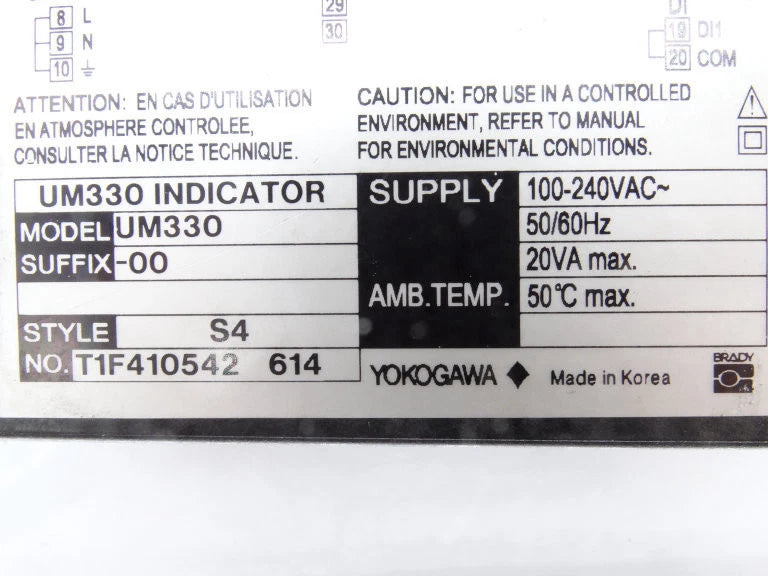 8 L
9 N
10
29
30
DI
19 DI1
20 COM
ATTENTION: EN CAS D'UTILISATION
EN ATMOSPHERE CONTROLEE,
CONSULTER LA NOTICE TECHNIQUE.
CAUTION: FOR USE IN A CONTROLLED
ENVIRONMENT, REFER TO MANUAL
FOR ENVIRONMENTAL CONDITIONS.
UM330 INDICATOR
MODEL UM330
SUFFIX -00
STYLE S4
NO. T1F410542 614
SUPPLY 100-240VAC~
50/60Hz
20VA max.
AMB.TEMP. 50°C max.
YOKOGAWA ◆ Made in Korea
BRADY